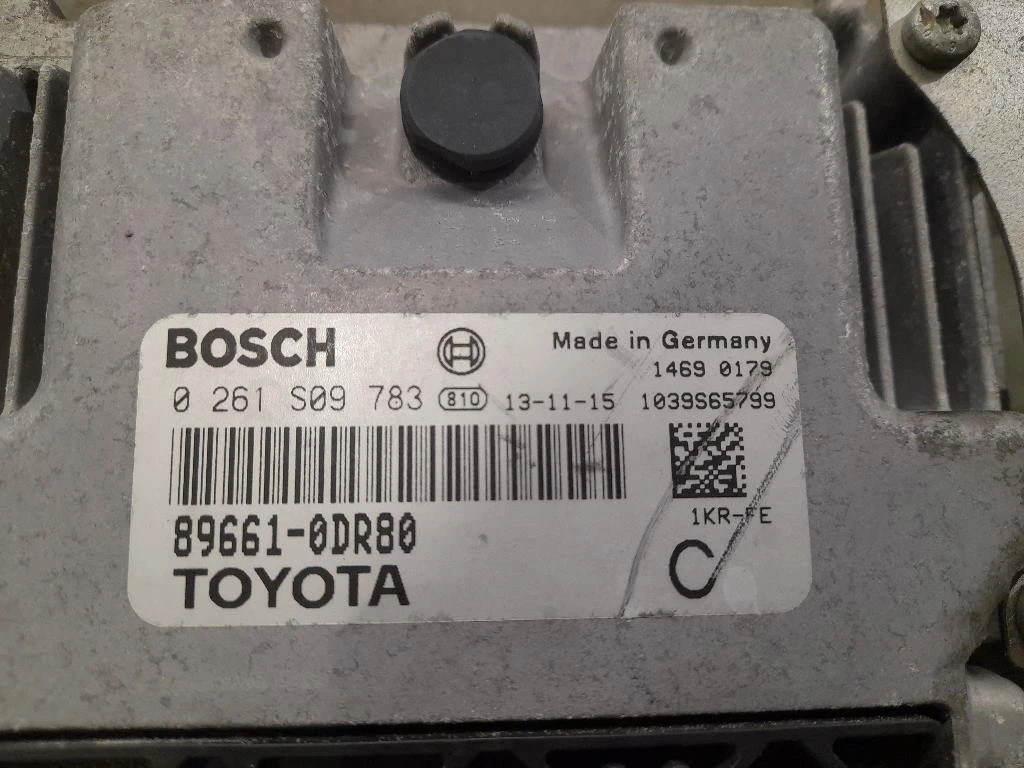 BOSCH Made in Germany
1469 0179
0 261 S09 783 810 13-11-15 1039S65799
89661-0DR80 1KR-FE
TOYOTA C